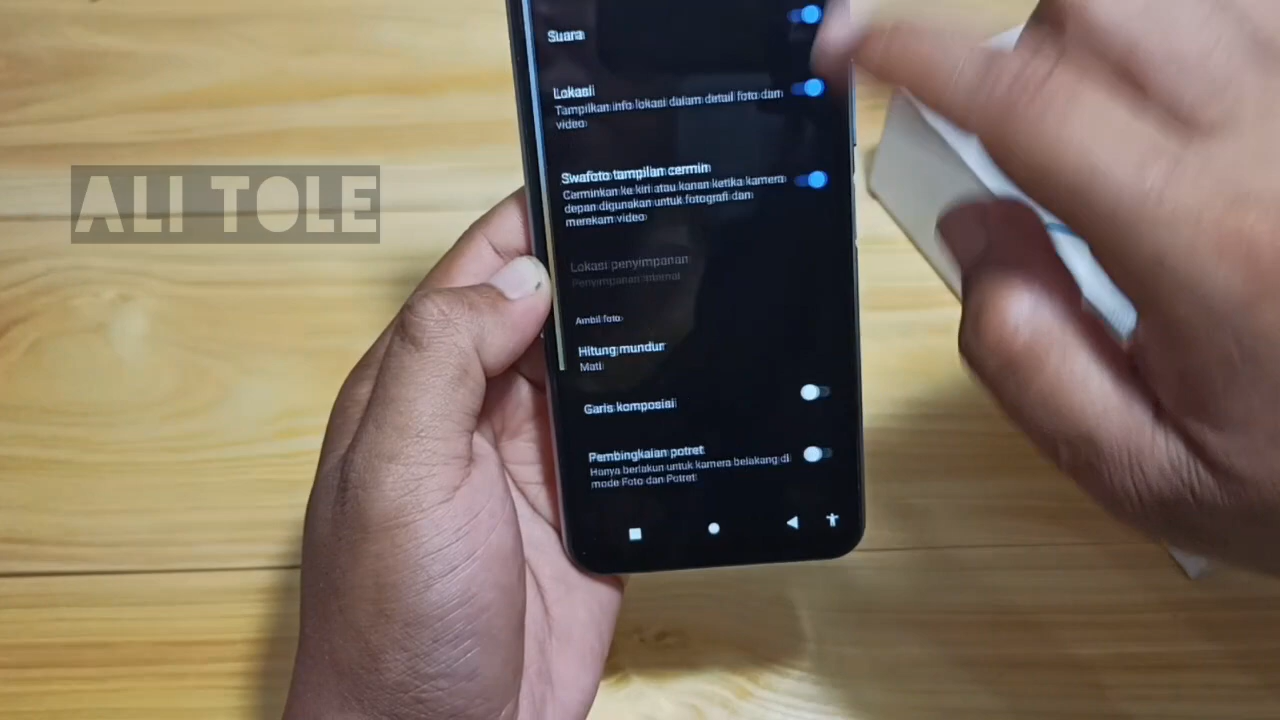 Suara
Lokasi
Tampilkan info lokasi dalam detail foto dan
video
ALI TOLE
Swafoto tampilan cermin
Cerminkan ke kiri atau kanan ketika kamera
depan digunakan untuk fotografi dan
merekam video
Lokasi penyimpanan
Penyimpanan internal
Ambil foto
Hitung mundur
Mati
Garis komposisi
Pembingkaian potret
Hanya berlakun untuk kamera belakang di
mode Foto dan Potret